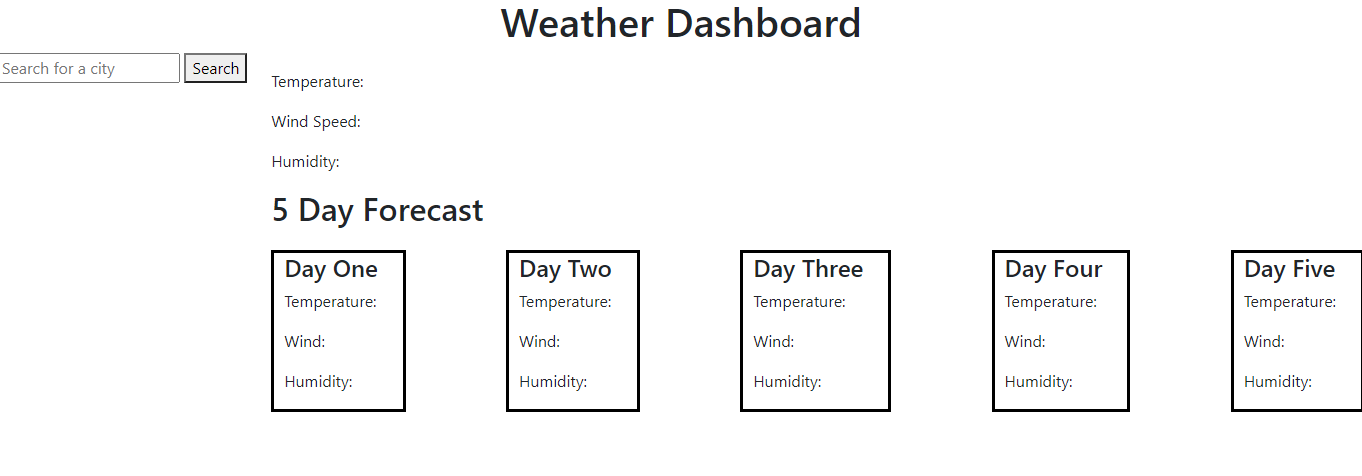 Weather Dashboard
Search for a city
Search
Temperature:
Wind Speed:
Humidity:
5 Day Forecast
Day One
Temperature:
Wind:
Humidity:
Day Two
Temperature:
Wind:
Humidity:
Day Three
Temperature:
Wind:
Humidity:
Day Four
Temperature:
Wind:
Humidity:
Day Five
Temperature:
Wind:
Humidity: